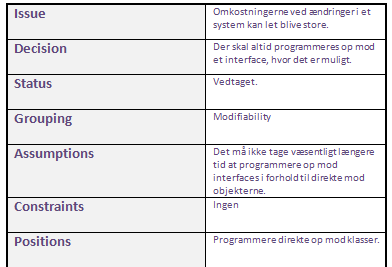 Issue
Omkostningerne ved ændringer i et
system kan let blive store.
Decision
Der skal altid programmeres op mod
et interface, hvor det er muligt.
Status
Vedtaget.
Grouping
Modifiability
Assumptions
Det må ikke tage væsentligt længere
tid at programmere op mod
interfaces i forhold til direkte mod
objekterne.
Constraints
Ingen
Positions
Programmere direkte op mod klasser.